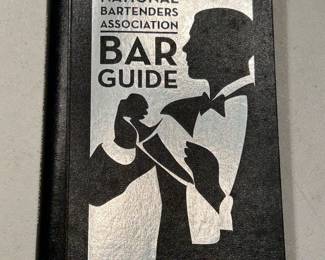 NATIONAL
BARTENDERS
ASSOCIATION
BAR
GUIDE